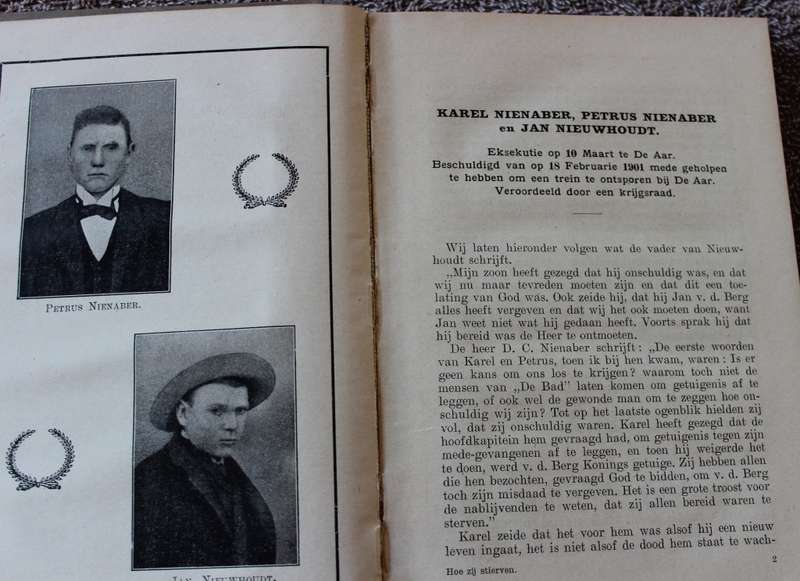 PETRUS NIENABER.
JAN NIEUWHOUDT.
KAREL NIENABER, PETRUS NIENABER
en JAN NIEUWHOUDT.
Eksekutie op 10 Maart te De Aar.
Beschuldigd van op 18 Februarie 1901 mede geholpen
te hebben om een trein te ontsporen bij De Aar.
Veroordeeld door een krijgsraad.
Wij laten hieronder volgen wat de vader van Nieuw-
houdt schrijft.
„Mijn zoon heeft gezegd dat hij onschuldig was, en dat
wij nu maar tevreden moeten zijn en dat dit een toe-
lating van God was. Ook zeide hij, dat hij Jan v. d. Berg
alles heeft vergeven en dat wij het ook moeten doen, want
Jan weet niet wat hij gedaan heeft. Voorts sprak hij dat
hij bereid was de Heer te ontmoeten.
De heer D. C. Nienaber schrijft: „De eerste woorden
van Karel en Petrus, toen ik bij hen kwam, waren: Is er
geen kans om ons los te krijgen? waarom toch niet de
mensen van „De Bad" laten komen om getuigenis af te
leggen, of ook wel de gewonde man om te zeggen hoe on-
schuldig wij zijn? Tot op het laatste ogenblik hielden zij
vol, dat zij onschuldig waren. Karel heeft gezegd dat de
hoofdkapitein hem gevraagd had, om getuigenis tegen zijn
mede-gevangenen af te leggen, en toen hij weigerde het
te doen, werd v. d. Berg Konings getuige. Zij hebben allen
die hen bezochten, gevraagd God te bidden, om v. d. Berg
toch zijn misdaad te vergeven. Het is een grote troost voor
de nablijvenden te weten, dat zij allen bereid waren te
sterven."
Karel zeide dat het voor hem was alsof hij een nieuw
leven ingaat, het is niet alsof de dood hem staat te wach-
2
Hoe zij stierven.